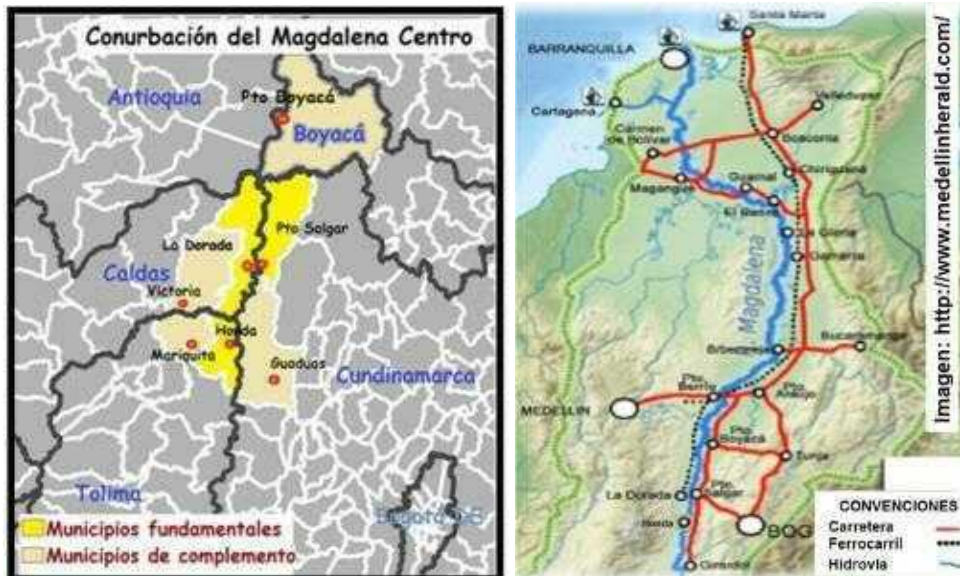 Conurbación del Magdalena Centro
Antioquia
Pto Boyacá
Boyacá
La Dorada
Pto Salgar
Caldas
Victoria
Honda
Mariquita
Guaduas
Cundinamarca
Tolima
Municipios fundamentales
Municipios de complemento
Santa Marta
BARRANQUILLA
Cartagena
Valledupar
Carmen de Bolivar
Bosconia
Chiriguaná
Magangué
Guamal
El Banco
La Gloria
Gamarra
Magdalena
Bucaramanga
Pto. Berrío
Pto. Araujo
MEDELLIN
Pto. Boyacá
Tunja
La Dorada
Pto. Salgar
Honda
BOG
Girardot
CONVENCIONES
Carretera
Ferrocarril
Hidrovía
Imagen: http://www.medellinherald.com/